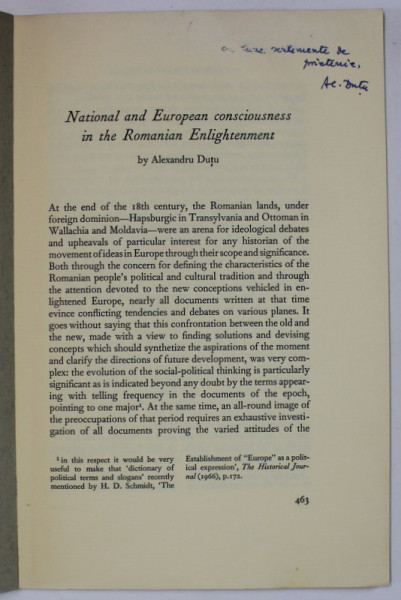 sentimente de
prietenie,
Al. Duțu
National and European consciousness
in the Romanian Enlightenment
by Alexandru Duțu
At the end of the 18th century, the Romanian lands, under
foreign dominion—Hapsburgic in Transylvania and Ottoman in
Wallachia and Moldavia—were an arena for ideological debates
and upheavals of particular interest for any historian of the
movement of ideas in Europe through their scope and significance.
Both through the concern for defining the characteristics of the
Romanian people's political and cultural tradition and through
the attention devoted to the new conceptions vehicled in en-
lightened Europe, nearly all documents written at that time
evince conflicting tendencies and debates on various planes. It
goes without saying that this confrontation between the old and
the new, made with a view to finding solutions and devising
concepts which should synthetize the aspirations of the moment
and clarify the directions of future development, was very com-
plex: the evolution of the social-political thinking is particularly
significant as is indicated beyond any doubt by the terms appear-
ing with telling frequency in the documents of the epoch,
pointing to one major¹. At the same time, an all-round image of
the preoccupations of that period requires an exhaustive investi-
gation of all documents proving the varied attitudes of the
¹ in this respect it would be very
useful to make that 'dictionary of
political terms and slogans' recently
mentioned by H. D. Schmidt, 'The
Establishment of "Europe" as a polit-
ical expression', The Historical Jour-
nal (1966), p.172.
463